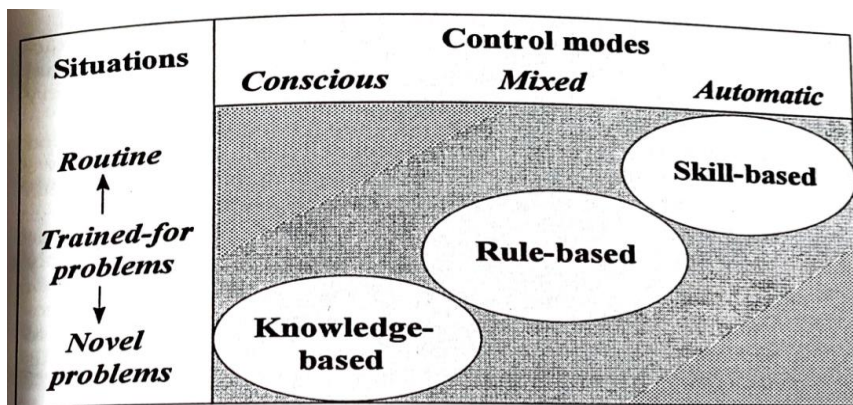 Situations
Control modes
Conscious Mixed Automatic
Routine
Trained-for
problems
Novel
problems
Skill-based
Rule-based
Knowledge-
based